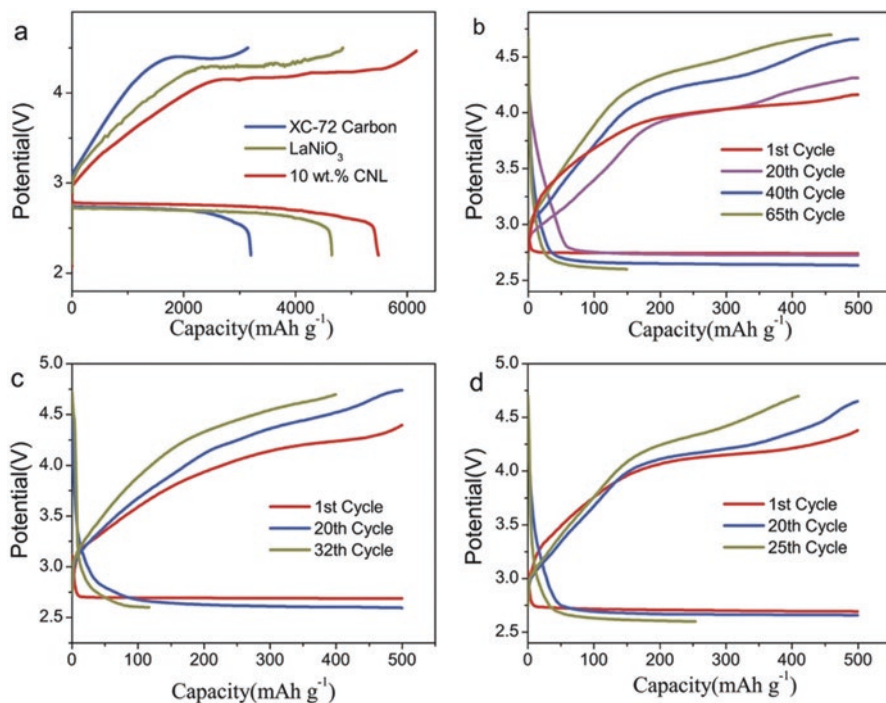 a
Potential(V)
4
3
2
XC-72 Carbon
LaNiO₃
10 wt.% CNL
0 2000 4000 6000
Capacity(mAh g⁻¹)
b
Potential(V)
4.5
4.0
3.5
3.0
2.5
1st Cycle
20th Cycle
40th Cycle
65th Cycle
0 100 200 300 400 500
Capacity(mAh g⁻¹)
c
Potential(V)
5.0
4.5
4.0
3.5
3.0
2.5
1st Cycle
20th Cycle
32th Cycle
0 100 200 300 400 500
Capacity(mAh g⁻¹)
d
Potential(V)
5.0
4.5
4.0
3.5
3.0
2.5
1st Cycle
20th Cycle
25th Cycle
0 100 200 300 400 500
Capacity(mAh g⁻¹)